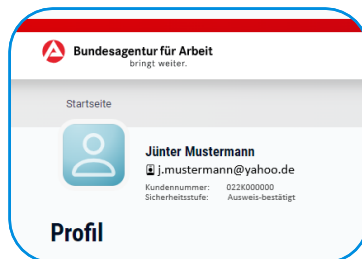 Bundesagentur für Arbeit
bringt weiter.
Startseite
Jünter Mustermann
j.mustermann@yahoo.de
Kundennummer: 022K000000
Sicherheitsstufe: Ausweis-bestätigt
Profil